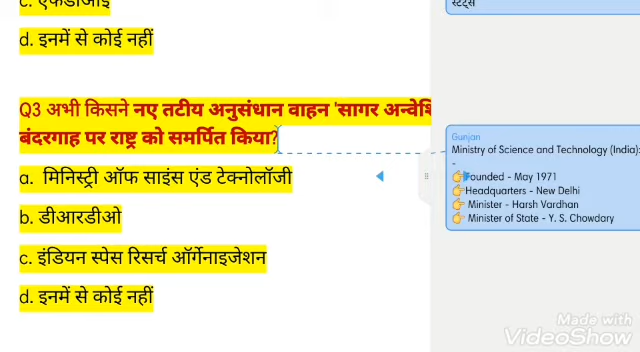 c. एफडीआई
d. इनमें से कोई नहीं
Q3 अभी किसने नए तटीय अनुसंधान वाहन 'सागर
बंदरगाह पर राष्ट्र को समर्पित किया?
a. मिनिस्ट्री ऑफ साइंस एंड टेक्नोलॉजी
b. डीआरडीओ
c. इंडियन स्पेस रिसर्च ऑर्गेनाइजेशन
d. इनमें से कोई नहीं
स्टेट्स
Gunjan
Ministry of Science and Technology (India):
-
👉Founded - May 1971
👉Headquarters - New Delhi
👉 Minister - Harsh Vardhan
👉 Minister of State - Y. S. Chowdary
Made with
VideoShow